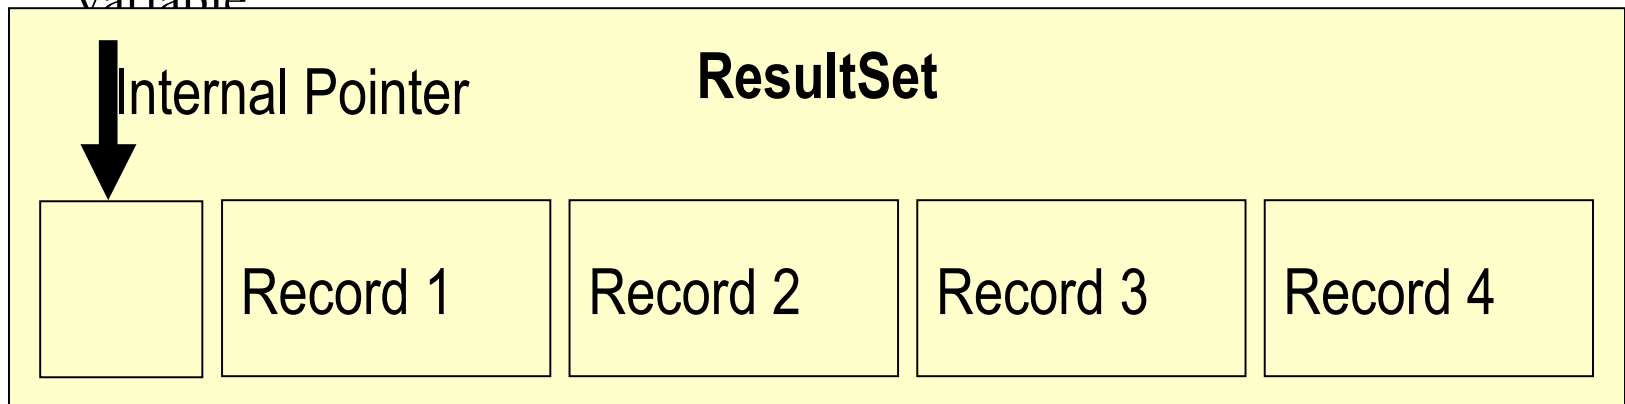 Internal Pointer
ResultSet
Record 1
Record 2
Record 3
Record 4